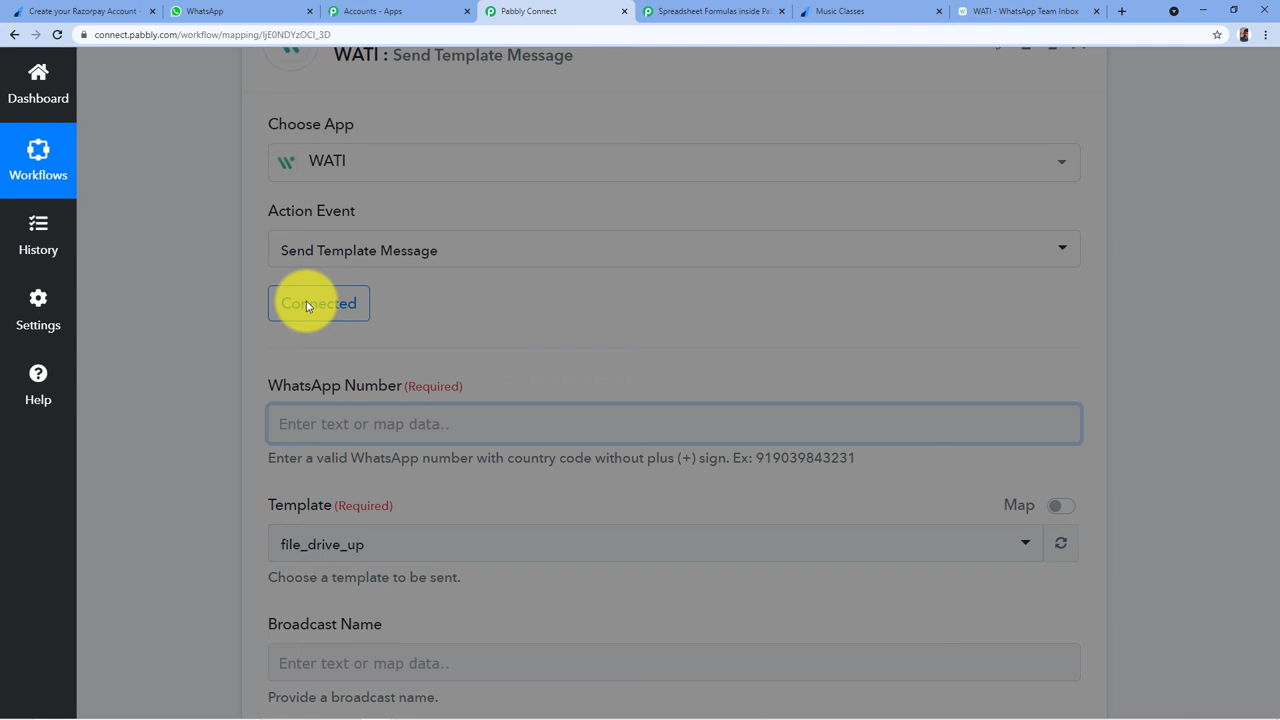 Create your Razorpay Account -
WhatsApp
Accounts - Apps
Pabbly Connect
Spreadsheet Formulas inside Pa
Music Classes
WATI - WhatsApp Team Inbox
connect.pabbly.com/workflow/mapping/IjE0NDYzOCI_3D
WATI : Send Template Message
Dashboard
Workflows
History
Settings
Help
Choose App
WATI
Action Event
Send Template Message
Connected
WhatsApp Number (Required)
Enter text or map data..
Enter a valid WhatsApp number with country code without plus (+) sign. Ex: 919039843231
Template (Required)
Map
file_drive_up
Choose a template to be sent.
Broadcast Name
Enter text or map data..
Provide a broadcast name.